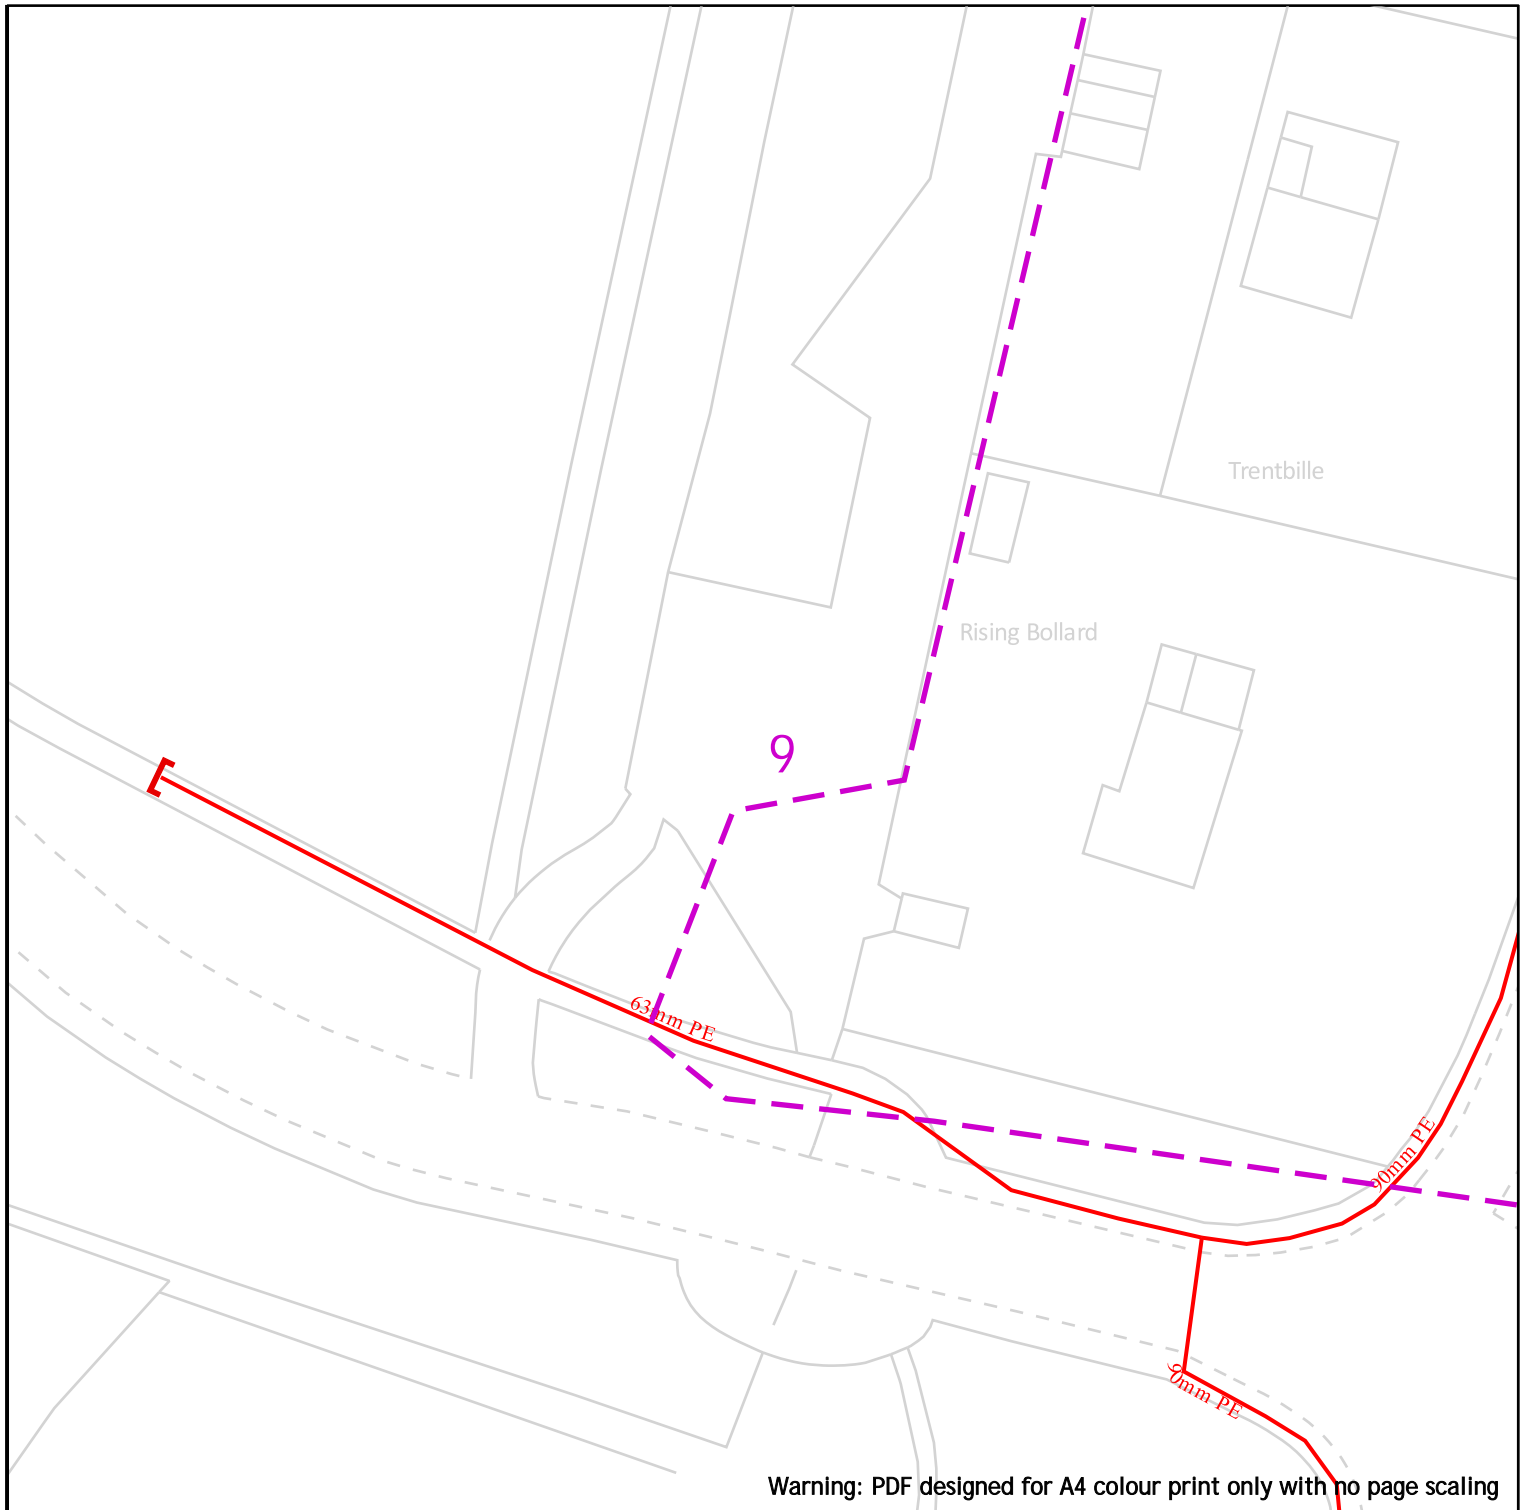 Trentbille
Rising Bollard
9
63mm PE
90mm PE
90mm PE
Warning: PDF designed for A4 colour print only with no page scaling